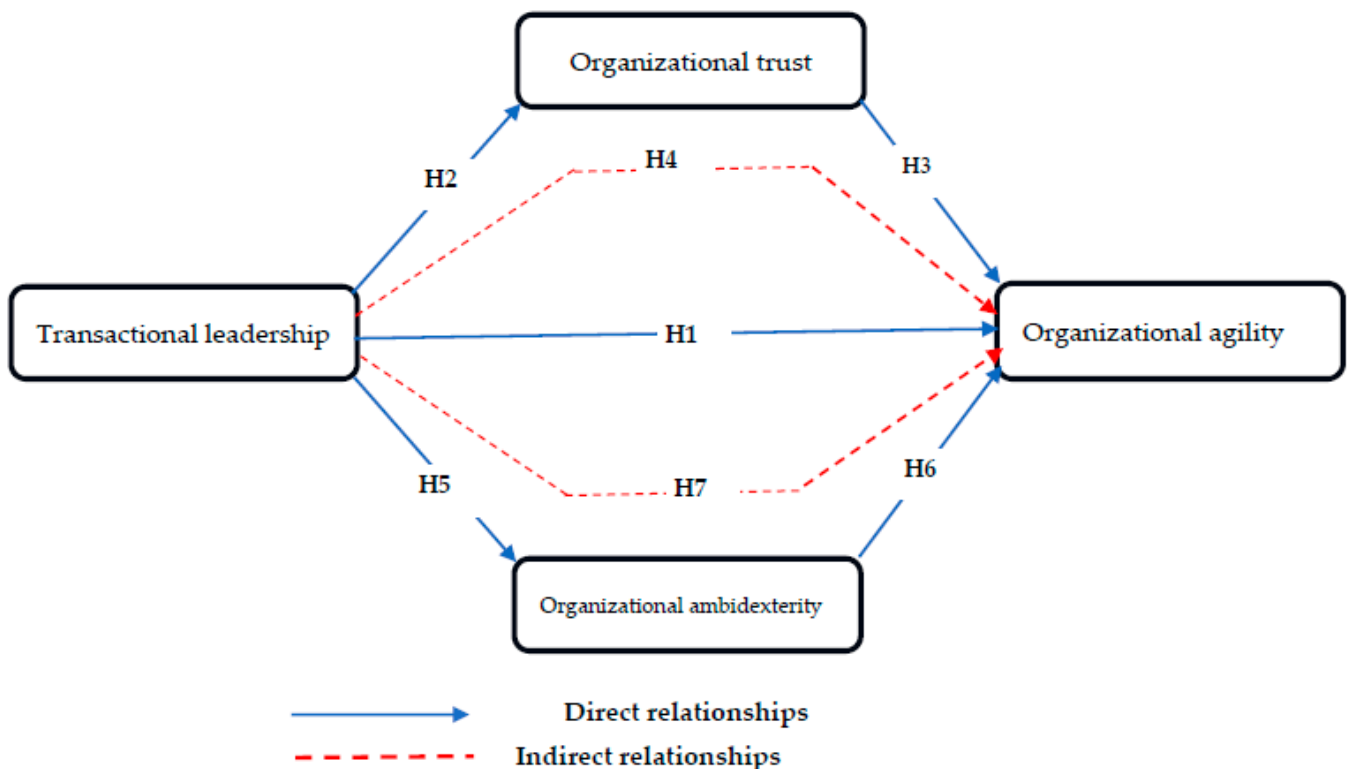 Organizational trust
H4
H3
H2
Transactional leadership
H1
Organizational agility
H5
H7
H6
Organizational ambidexterity
Direct relationships
Indirect relationships